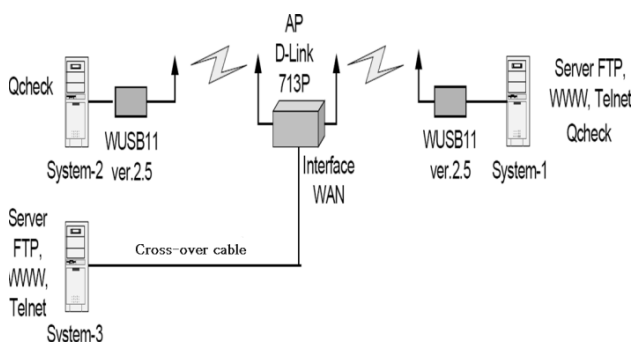 AP
D-Link
713P
Qcheck
WUSB11
ver.2.5
System-2
Interface
WAN
WUSB11
ver.2.5
Server FTP,
WWW, Telnet
Qcheck
System-1
Server
FTP,
WWW,
Telnet
Cross-over cable
System-3